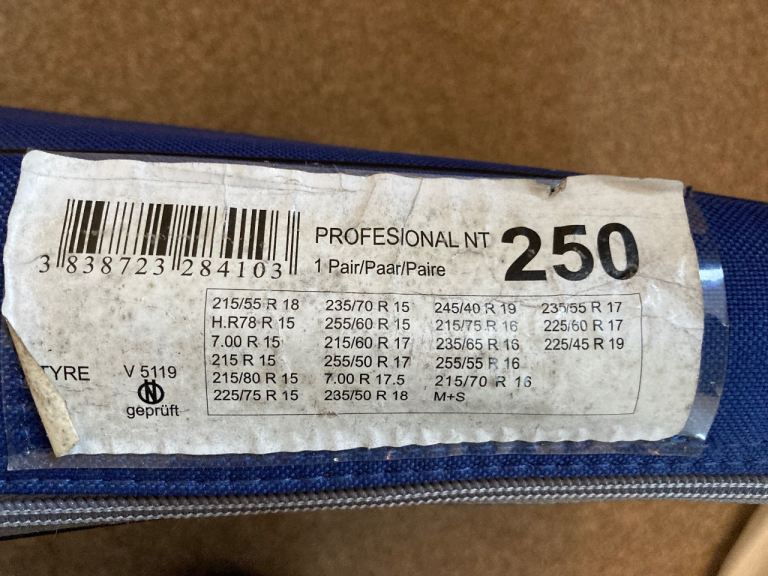 PROFESIONAL NT 250
3 838723 284103
1 Pair/Paar/Paire
215/55 R 18 235/70 R 15 245/40 R 19 235/55 R 17
H.R78 R 15 255/60 R 15 215/75 R 16 225/60 R 17
7.00 R 15 215/60 R 17 235/65 R 16 225/45 R 19
215 R 15 255/50 R 17 255/55 R 16
215/80 R 15 7.00 R 17.5 215/70 R 16
225/75 R 15 235/50 R 18 M+S
TYRE V 5119
N
geprüft